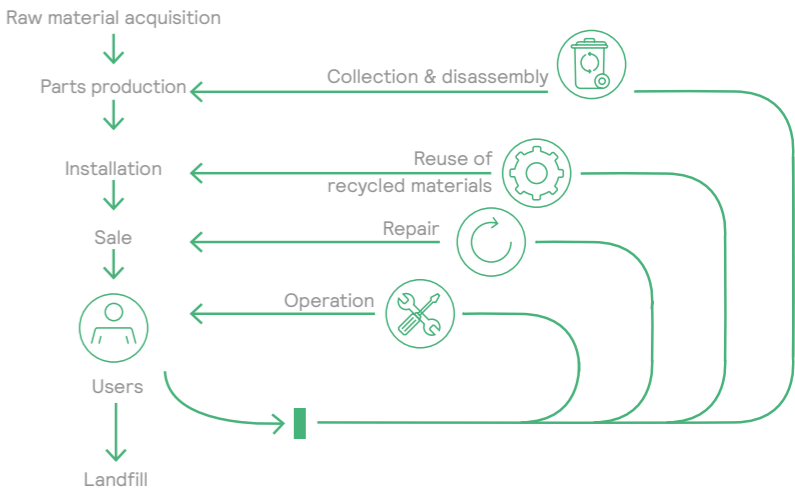 Raw material acquisition
Collection & disassembly
Parts production
Reuse of
recycled materials
Installation
Repair
Sale
Operation
Users
Landfill